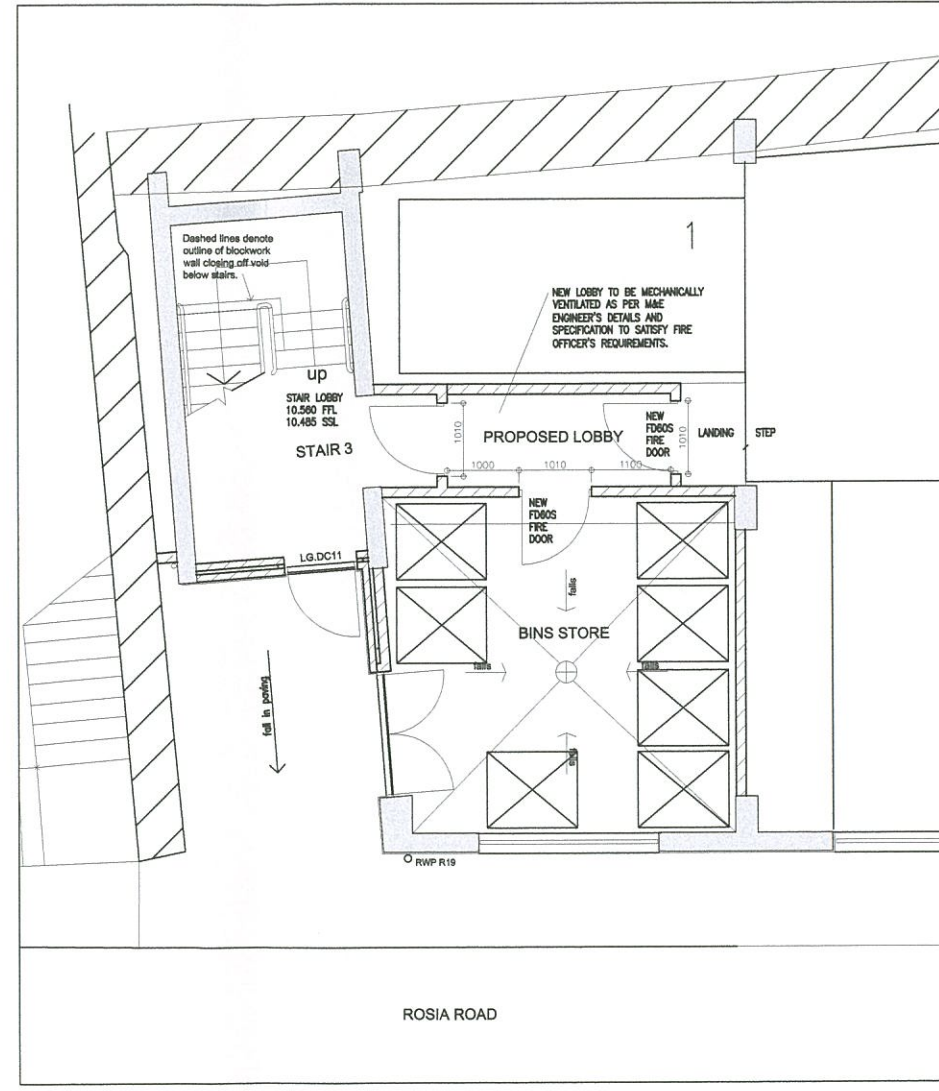 Dashed lines denote
outline of blockwork
wall closing off void
below stairs.
1
NEW LOBBY TO BE MECHANICALLY
VENTILATED AS PER M&E
ENGINEER'S DETAILS AND
SPECIFICATION TO SATISFY FIRE
OFFICER'S REQUIREMENTS.
up
STAIR LOBBY
10.560 FFL
10.485 SSL
STAIR 3
1010
PROPOSED LOBBY
NEW
FD60S
FIRE
DOOR
1010
LANDING
STEP
1000
1010
1100
NEW
FD60S
FIRE
DOOR
LG.DC11
falls
BINS STORE
falls
falls
falls
fall in paving
RWP R19
ROSIA ROAD